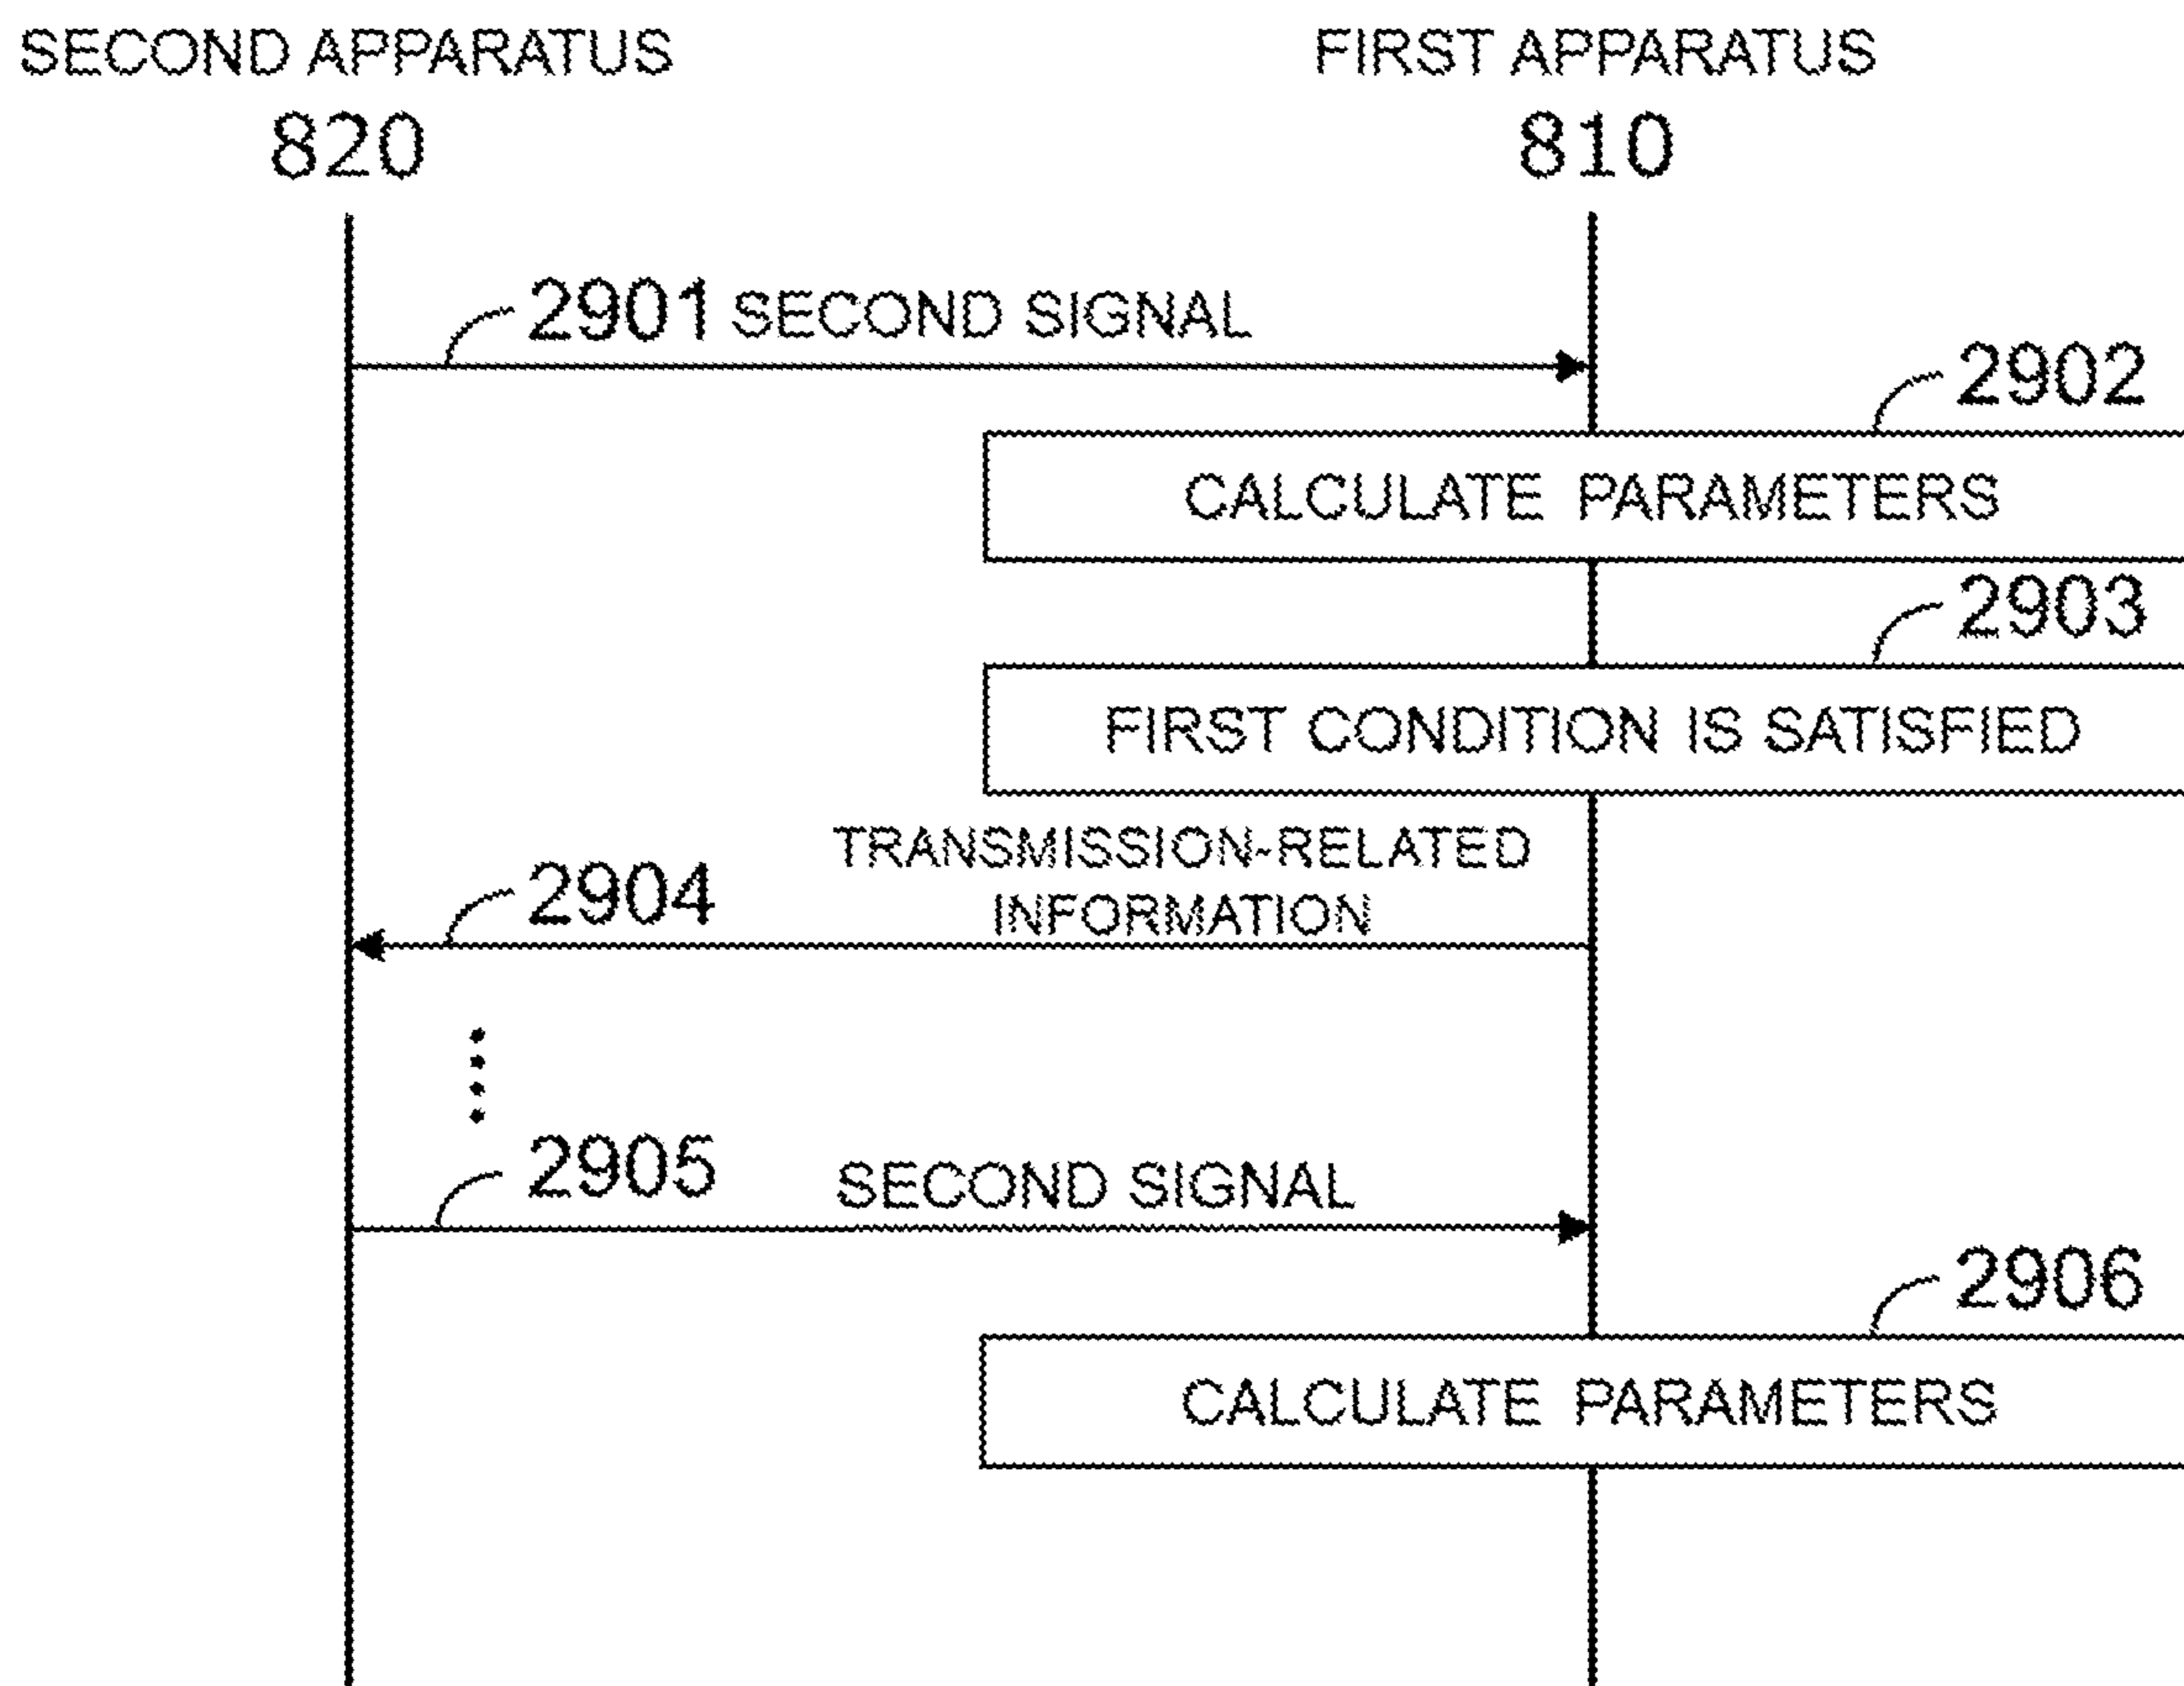 SECOND APPARATUS
820
FIRST APPARATUS
810
2901 SECOND SIGNAL
2902
CALCULATE PARAMETERS
2903
FIRST CONDITION IS SATISFIED
TRANSMISSION-RELATED
INFORMATION
2904
2905 SECOND SIGNAL
2906
CALCULATE PARAMETERS